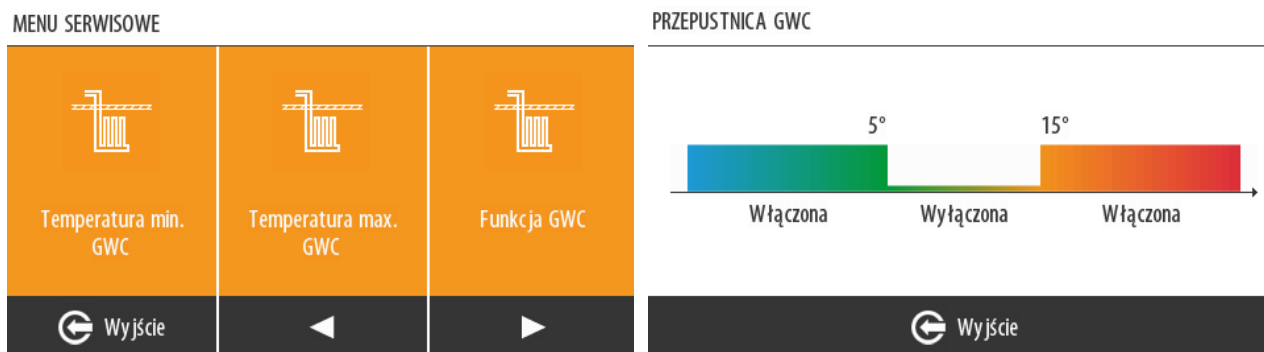 MENU SERWISOWE
Temperatura min.
GWC
Temperatura max.
GWC
Funkcja GWC
Wyjście
PRZEPUSTNICA GWC
5° 15°
Włączona Wyłączona Włączona
Wyjście